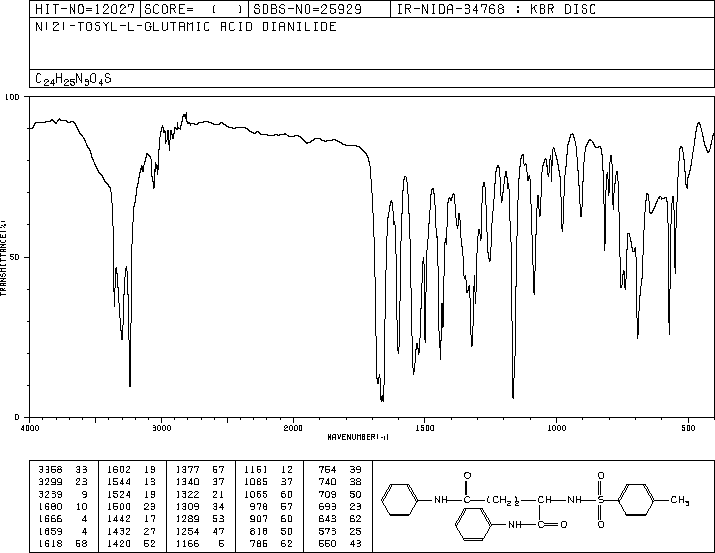 HIT-NO=12027 SCORE= ( ) SDBS-NO=25929 IR-NIDA-34768 : KBR DISC
N(2)-TOSYL-L-GLUTAMIC ACID DIANILIDE
C24H25N3O4S
100
50
0
TRANSMITTANCE(%)
4000 3000 2000 1500 1000 500
WAVENUMBER(-1)
3358 33 1602 19 1377 57 1161 12 754 39
3299 23 1544 13 1340 37 1085 37 740 38
3239 9 1524 19 1322 21 1065 60 709 50
1680 10 1500 23 1309 34 978 57 693 23
1666 4 1442 17 1289 53 907 60 643 62
1659 4 1432 27 1254 47 818 50 573 25
1618 58 1420 52 1166 5 786 62 550 43
O O
NH C (CH2)2 CH NH S CH3
NH C O O